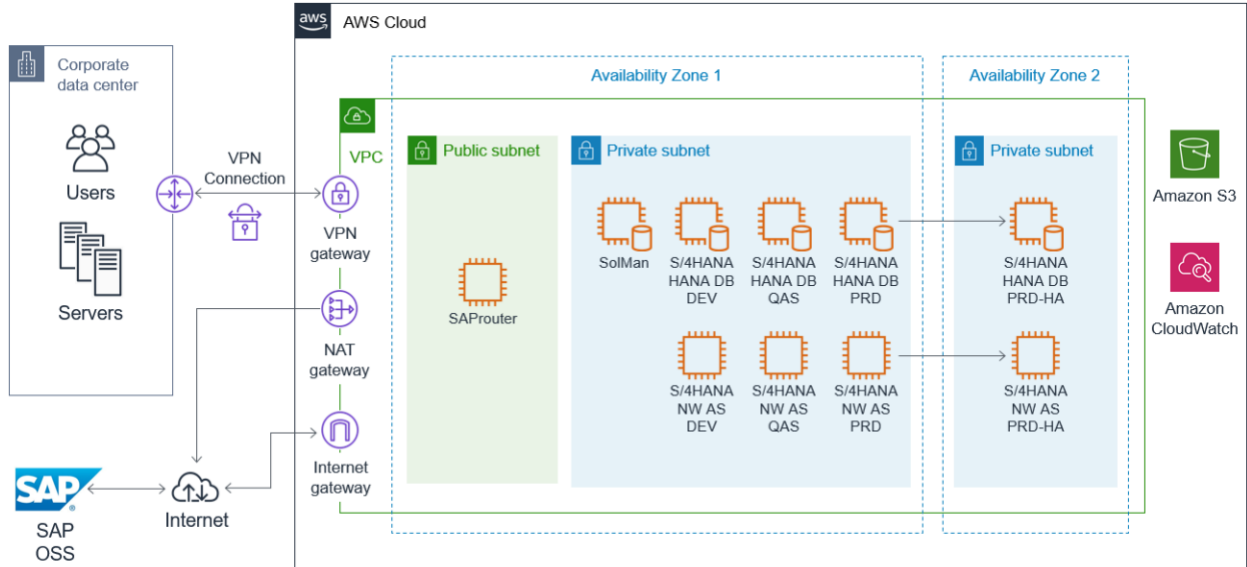 aws
AWS Cloud
Corporate
data center
Users
Servers
VPN
Connection
Availability Zone 1
Availability Zone 2
VPC
Public subnet
Private subnet
Private subnet
VPN
gateway
NAT
gateway
Internet
gateway
SAProuter
SolMan
S/4HANA
HANA DB
DEV
S/4HANA
HANA DB
QAS
S/4HANA
HANA DB
PRD
S/4HANA
HANA DB
PRD-HA
S/4HANA
NW AS
DEV
S/4HANA
NW AS
QAS
S/4HANA
NW AS
PRD
S/4HANA
NW AS
PRD-HA
Amazon S3
Amazon
CloudWatch
SAP
SAP
OSS
Internet